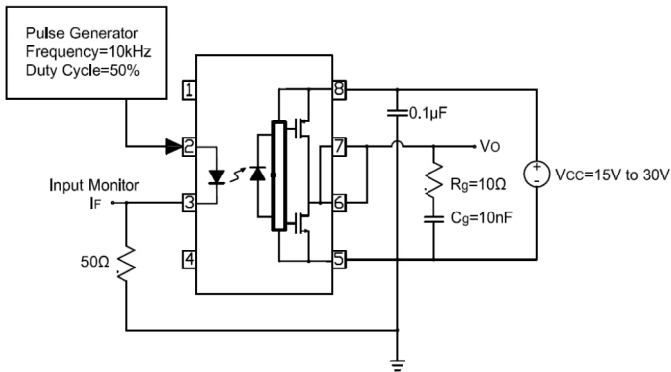 Pulse Generator
Frequency=10kHz
Duty Cycle=50%
1
8
0.1µF
2
7
Vo
Rg=10Ω
VCC=15V to 30V
Input Monitor
IF
3
6
Cg=10nF
50Ω
4
5
+
-